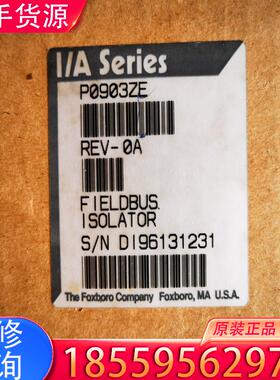 手货源
I/A Series
P0903ZE
REV-0A
FIELDBUS
ISOLATOR
S/N DI96131231
The Foxboro Company Foxboro, MA U.S.A.
修
原装正品
询
18559956297